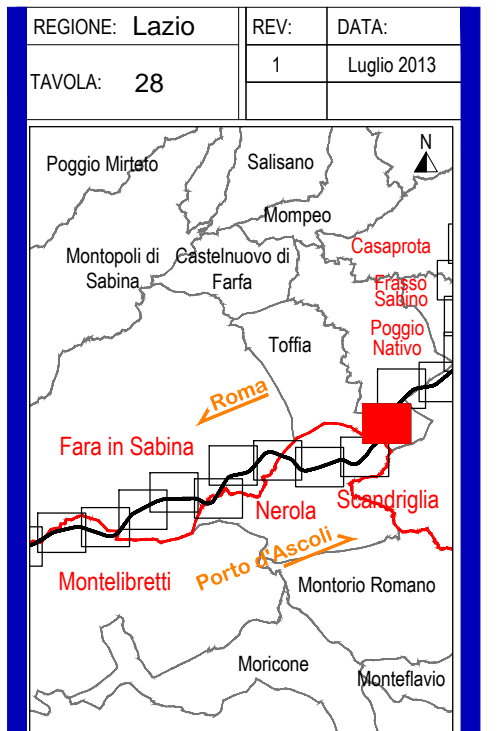 REGIONE: Lazio
REV:
DATA:
1
Luglio 2013
TAVOLA: 28
N
Poggio Mirteto
Salisano
Mompeo
Casaprota
Montopoli di
Sabina
Castelnuovo di
Farfa
Frasso
Sabino
Poggio
Nativo
Toffia
Roma
Fara in Sabina
Nerola
Scandriglia
Porto d'Ascoli
Montelibretti
Montorio Romano
Moricone
Monteflavio